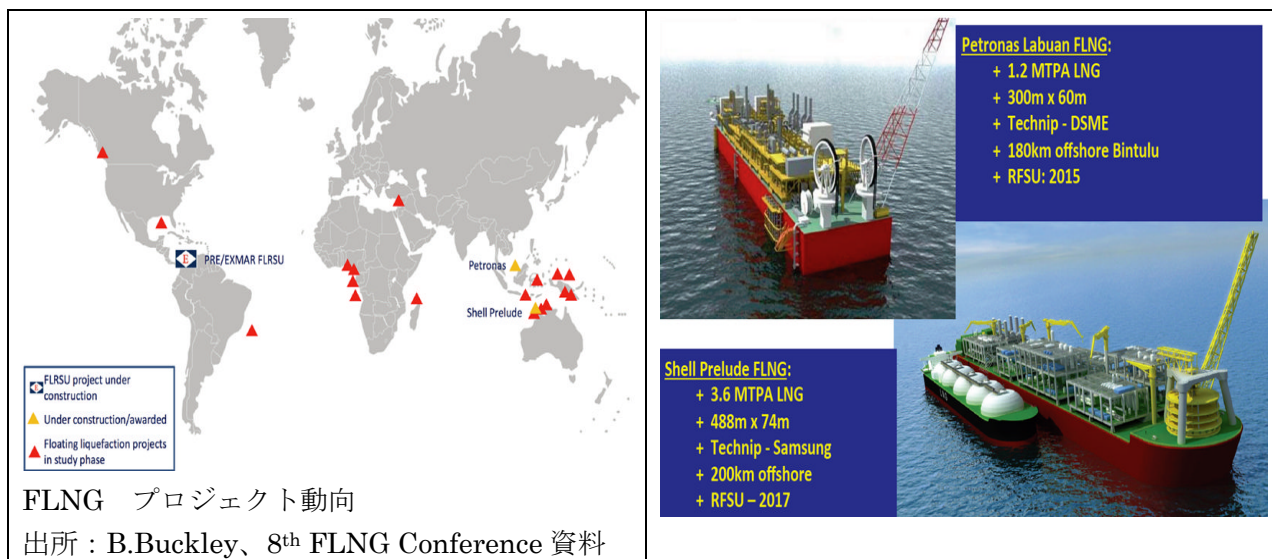 PRE/EXMAR FLRSU
Petronas
Shell Prelude
FLRSU project under
construction
Under construction/awarded
Floating liquefaction projects
in study phase
FLNG　プロジェクト動向
出所：B.Buckley、8th FLNG Conference 資料
Petronas Labuan FLNG:
+ 1.2 MTPA LNG
+ 300m x 60m
+ Technip - DSME
+ 180km offshore Bintulu
+ RFSU: 2015
Shell Prelude FLNG:
+ 3.6 MTPA LNG
+ 488m x 74m
+ Technip - Samsung
+ 200km offshore
+ RFSU – 2017